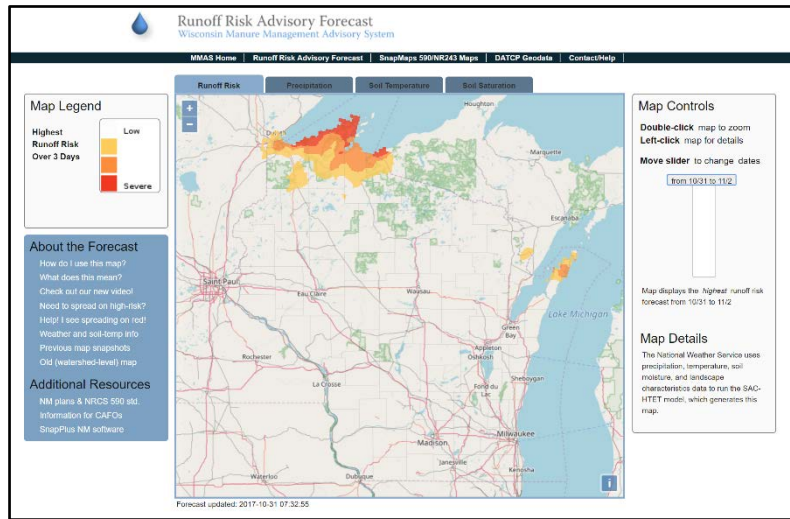 Runoff Risk Advisory Forecast
Wisconsin Manure Management Advisory System
MMAS Home | Runoff Risk Advisory Forecast | SnapMaps 590/NR243 Maps | DATCP Geodata | Contact/Help
Runoff Risk
Precipitation
Soil Temperature
Soil Saturation
Map Legend
Highest
Runoff Risk
Over 3 Days
Low
Severe
About the Forecast
How do I use this map?
What does this mean?
Check out our new video!
Need to spread on high-risk?
Help! I see spreading on red!
Weather and soil-temp info
Previous map snapshots
Old (watershed-level) map
Additional Resources
NM plans & NRCS 590 std.
Information for CAFOs
SnapPlus NM software
+
−
Houghton
Marquette
Escanaba
Saint Paul
Eau Claire
Wausau
Green
Bay
Lake Michigan
Appleton
Oshkosh
Rochester
La Crosse
Fond du
Lac
Sheboygan
Milwaukee
Madison
Janesville
Kenosha
Waterloo
Dubuque
i
Forecast updated: 2017-10-31 07:32:55
Map Controls
Double-click map to zoom
Left-click map for details
Move slider to change dates
from 10/31 to 11/2
Map displays the highest runoff risk
forecast from 10/31 to 11/2
Map Details
The National Weather Service uses
precipitation, temperature, soil
moisture, and landscape
characteristics data to run the SAC-
HTET model, which generates this
map.